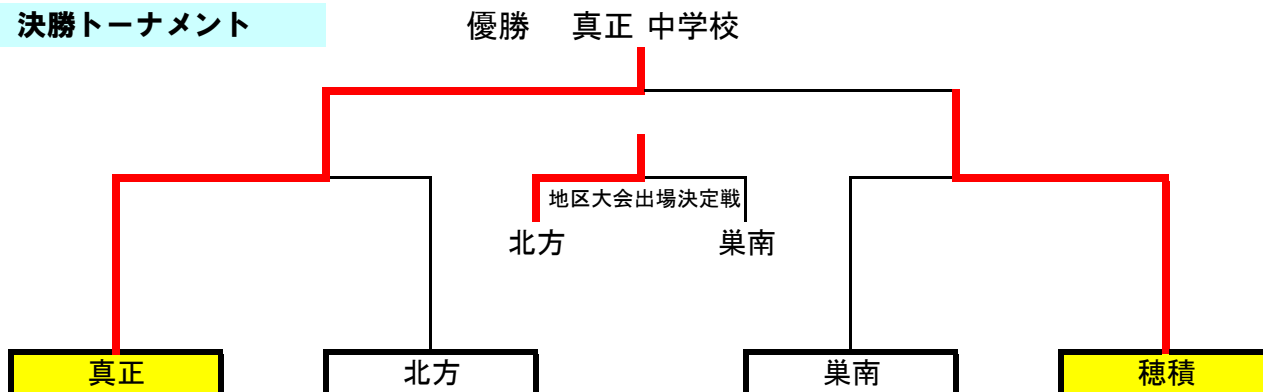 決勝トーナメント
優勝 真正 中学校
地区大会出場決定戦
北方 巣南
真正 北方 巣南 穂積